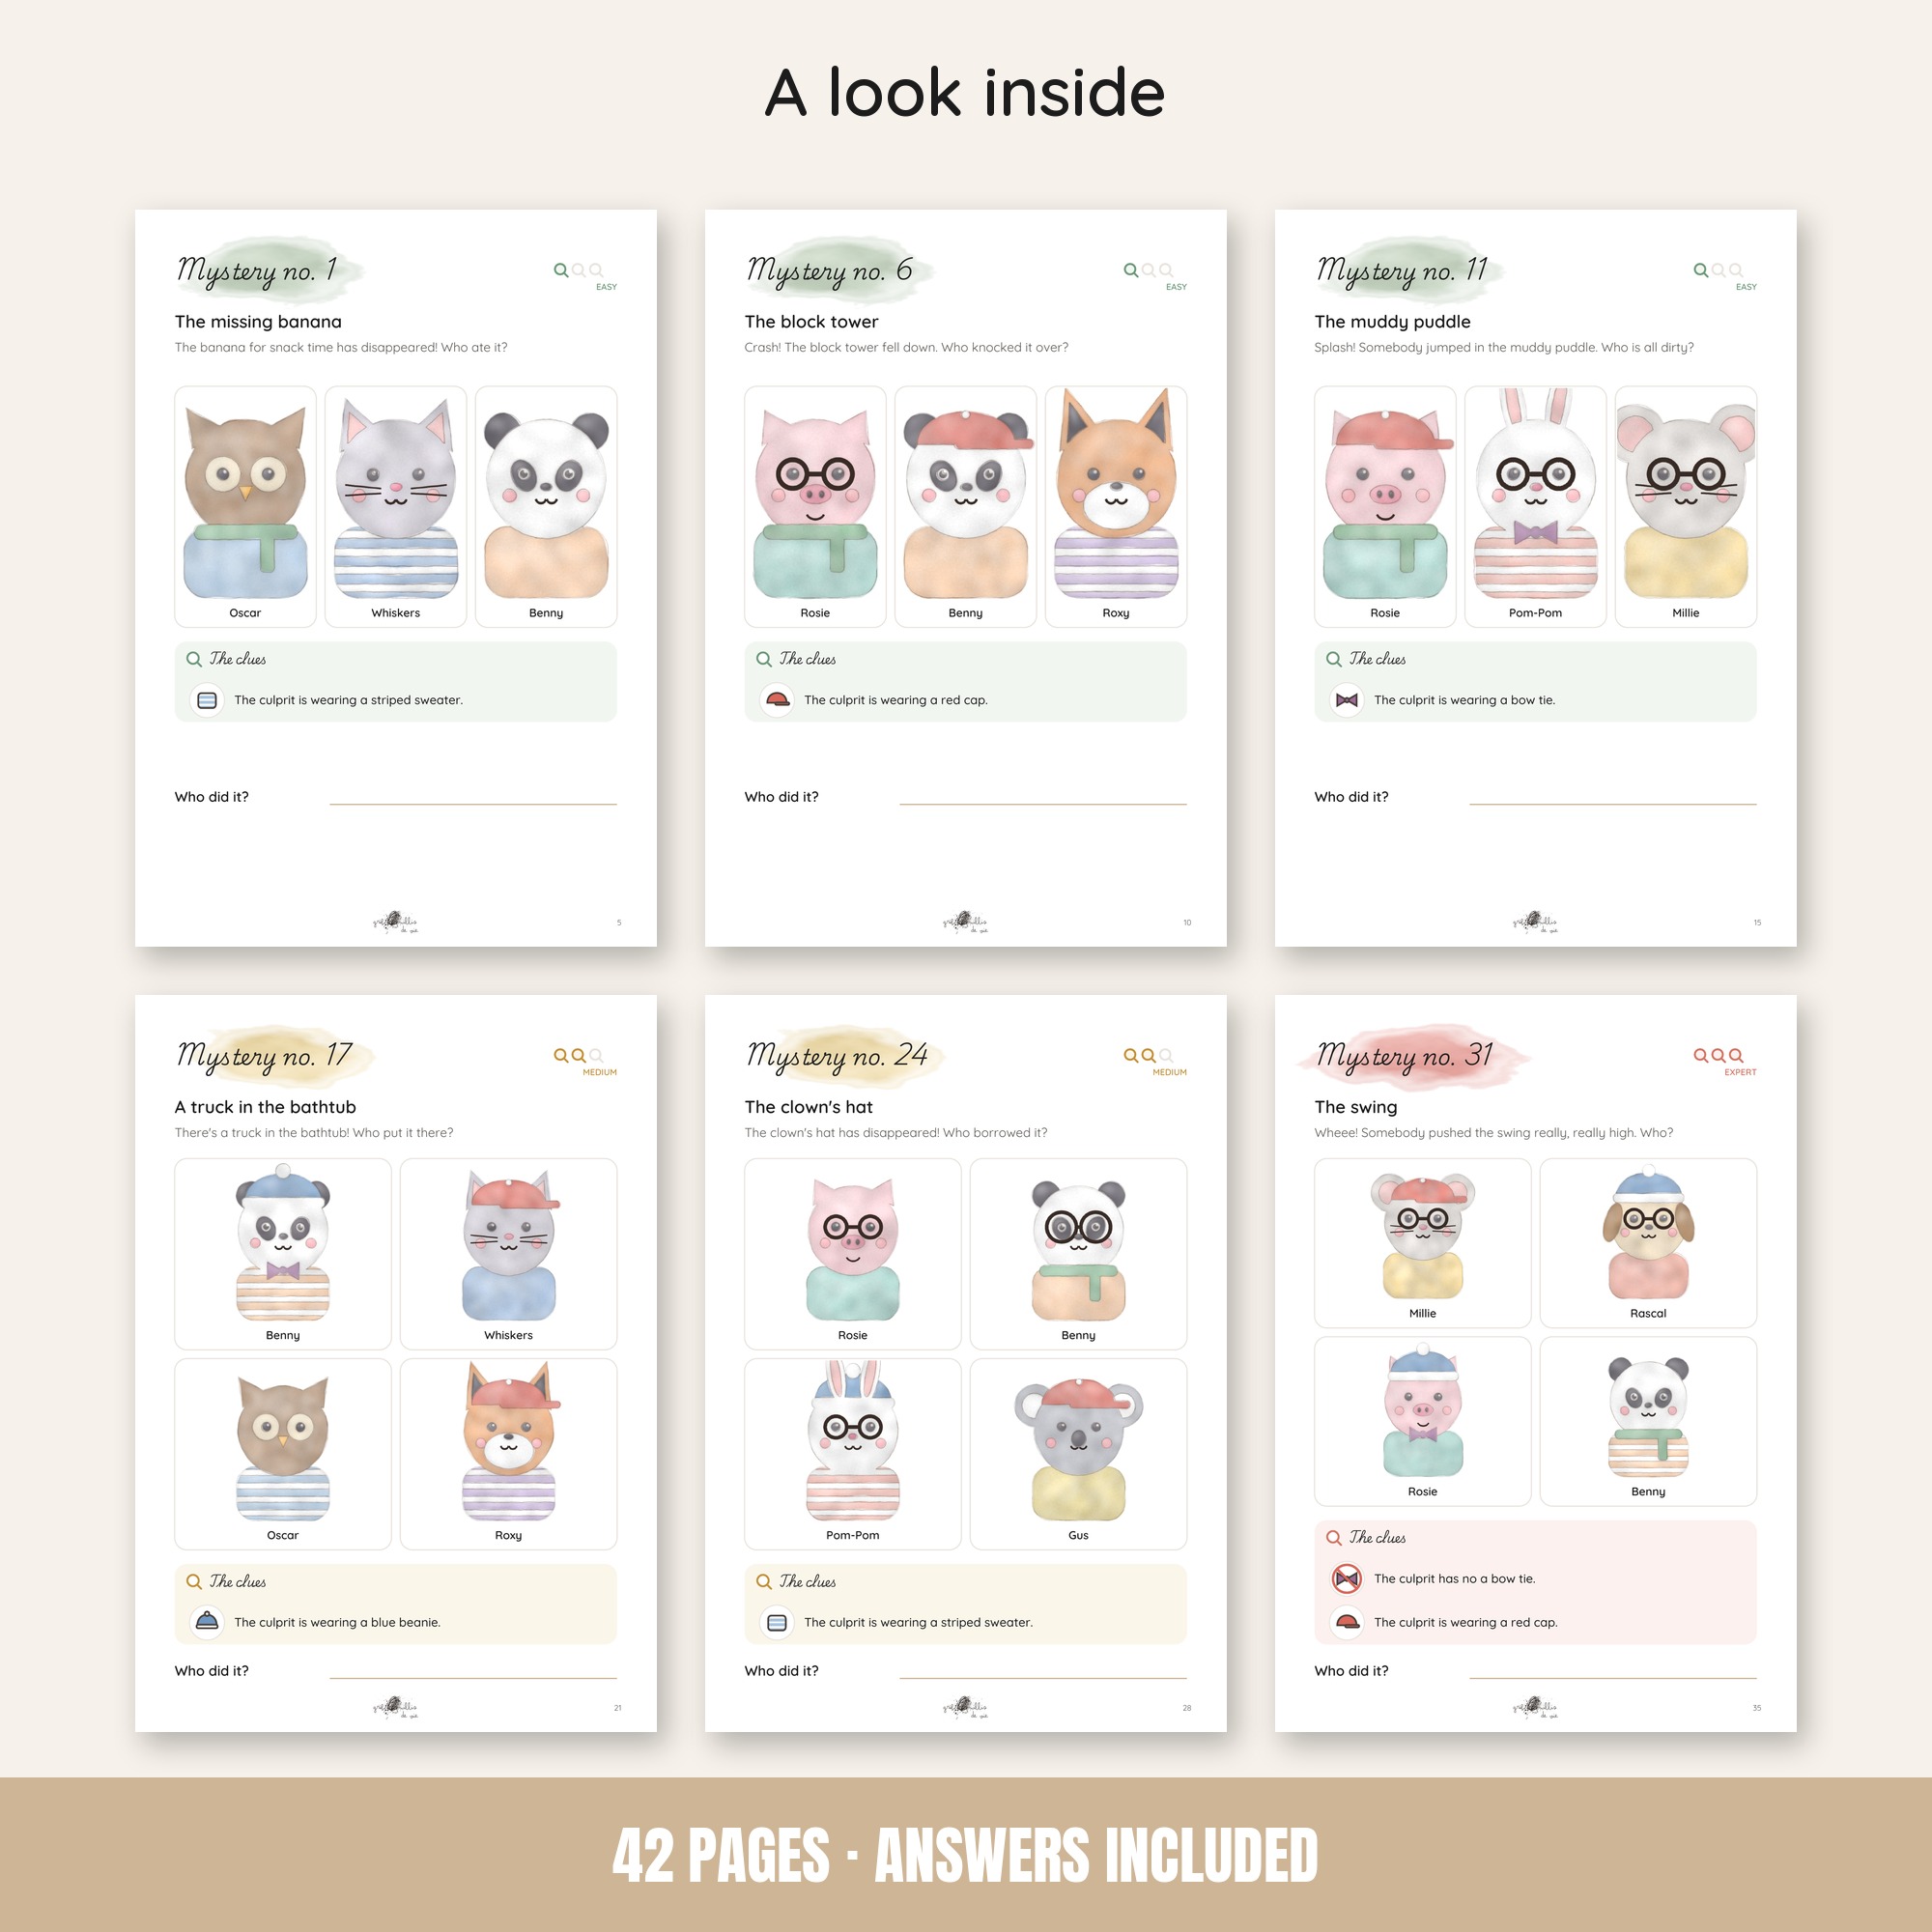 A look inside
Mystery no. 1
EASY
The missing banana
The banana for snack time has disappeared! Who ate it?
Oscar
Whiskers
Benny
The clues
The culprit is wearing a striped sweater.
Who did it?
5
Mystery no. 6
EASY
The block tower
Crash! The block tower fell down. Who knocked it over?
Rosie
Benny
Roxy
The clues
The culprit is wearing a red cap.
Who did it?
10
Mystery no. 11
EASY
The muddy puddle
Splash! Somebody jumped in the muddy puddle. Who is all dirty?
Rosie
Pom-Pom
Millie
The clues
The culprit is wearing a bow tie.
Who did it?
15
Mystery no. 17
MEDIUM
A truck in the bathtub
There's a truck in the bathtub! Who put it there?
Benny
Whiskers
Oscar
Roxy
The clues
The culprit is wearing a blue beanie.
Who did it?
21
Mystery no. 24
MEDIUM
The clown's hat
The clown's hat has disappeared! Who borrowed it?
Rosie
Benny
Pom-Pom
Gus
The clues
The culprit is wearing a striped sweater.
Who did it?
28
Mystery no. 31
EXPERT
The swing
Wheee! Somebody pushed the swing really, really high. Who?
Millie
Rascal
Rosie
Benny
The clues
The culprit has no a bow tie.
The culprit is wearing a red cap.
Who did it?
35
42 PAGES · ANSWERS INCLUDED